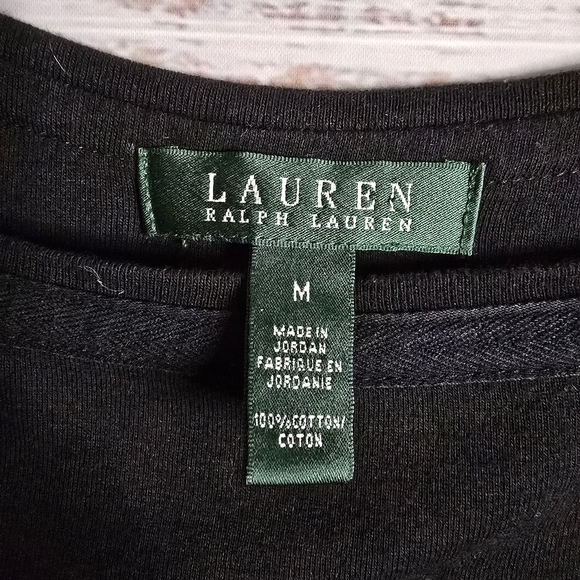 LAUREN
RALPH LAUREN
M
MADE IN
JORDAN
FABRIQUE EN
JORDANIE
100%COTTON/
COTON